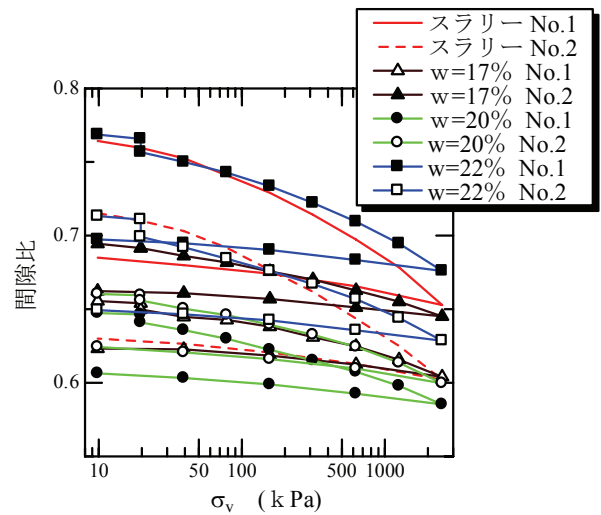 スラリー No.1
スラリー No.2
w=17% No.1
w=17% No.2
w=20% No.1
w=20% No.2
w=22% No.1
w=22% No.2
0.8
0.7
0.6
間隙比
10 50 100 500 1000
σv (k Pa)